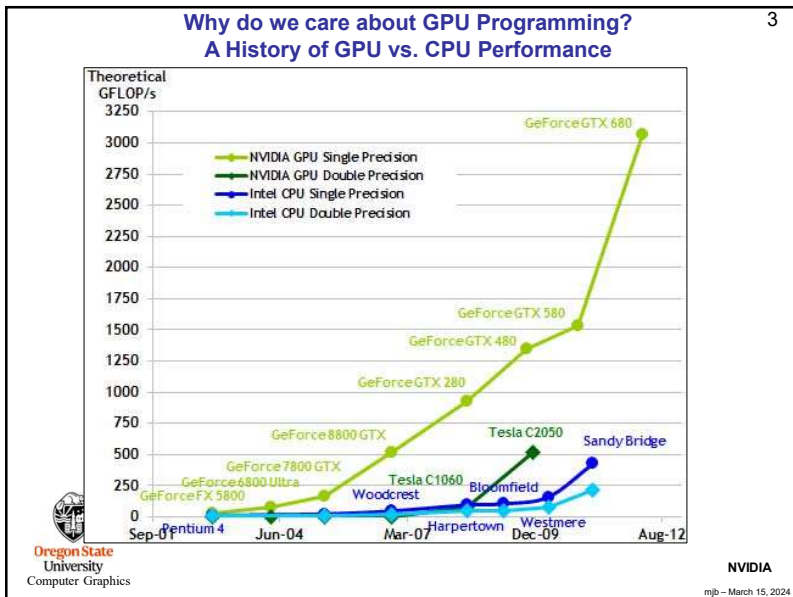 Why do we care about GPU Programming?
A History of GPU vs. CPU Performance
3
Theoretical
GFLOP/s
3250
3000
2750
2500
2250
2000
1750
1500
1250
1000
750
500
250
0
NVIDIA GPU Single Precision
NVIDIA GPU Double Precision
Intel CPU Single Precision
Intel CPU Double Precision
GeForce GTX 680
GeForce GTX 580
GeForce GTX 480
GeForce GTX 280
GeForce 8800 GTX
GeForce 7800 GTX
GeForce 6800 Ultra
GeForce FX 5800
Tesla C2050
Sandy Bridge
Tesla C1060
Bloomfield
Woodcrest
Pentium 4
Harpertown
Westmere
Sep-01
Jun-04
Mar-07
Dec-09
Aug-12
Oregon State
University
Computer Graphics
NVIDIA
mjb – March 15, 2024